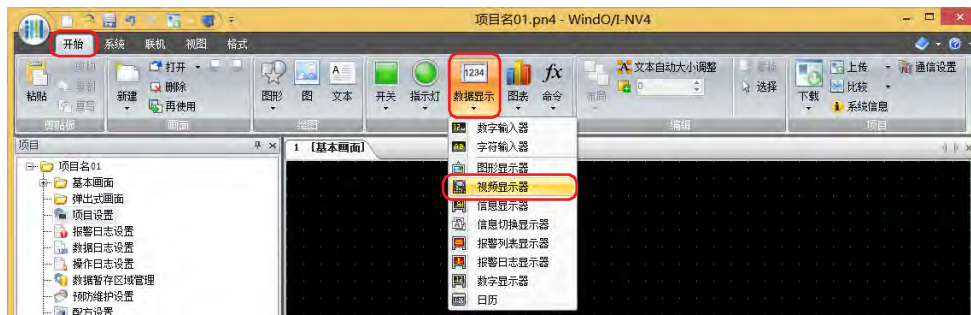 项目名01.pn4 - WindO/I-NV4
开始 系统 联机 视图 格式
剪切 打开 A 1234 fx 文本自动大小调整 上传 通信设置
复制 删除 0 选择 比较
粘贴 新建 再使用 图形 图 文本 开关 指示灯 数据显示 图表 命令 布局 下载 系统信息
剪贴板 画面 绘图 编辑 项目
项目 1 [基本画面]
数字输入器
字符输入器
图形显示器
视频显示器
信息显示器
信息切换显示器
报警列表显示器
报警日志显示器
数字显示器
日历
项目名01
基本画面
弹出式画面
项目设置
报警日志设置
数据日志设置
操作日志设置
数据暂存区域管理
预防维护设置
配方设置